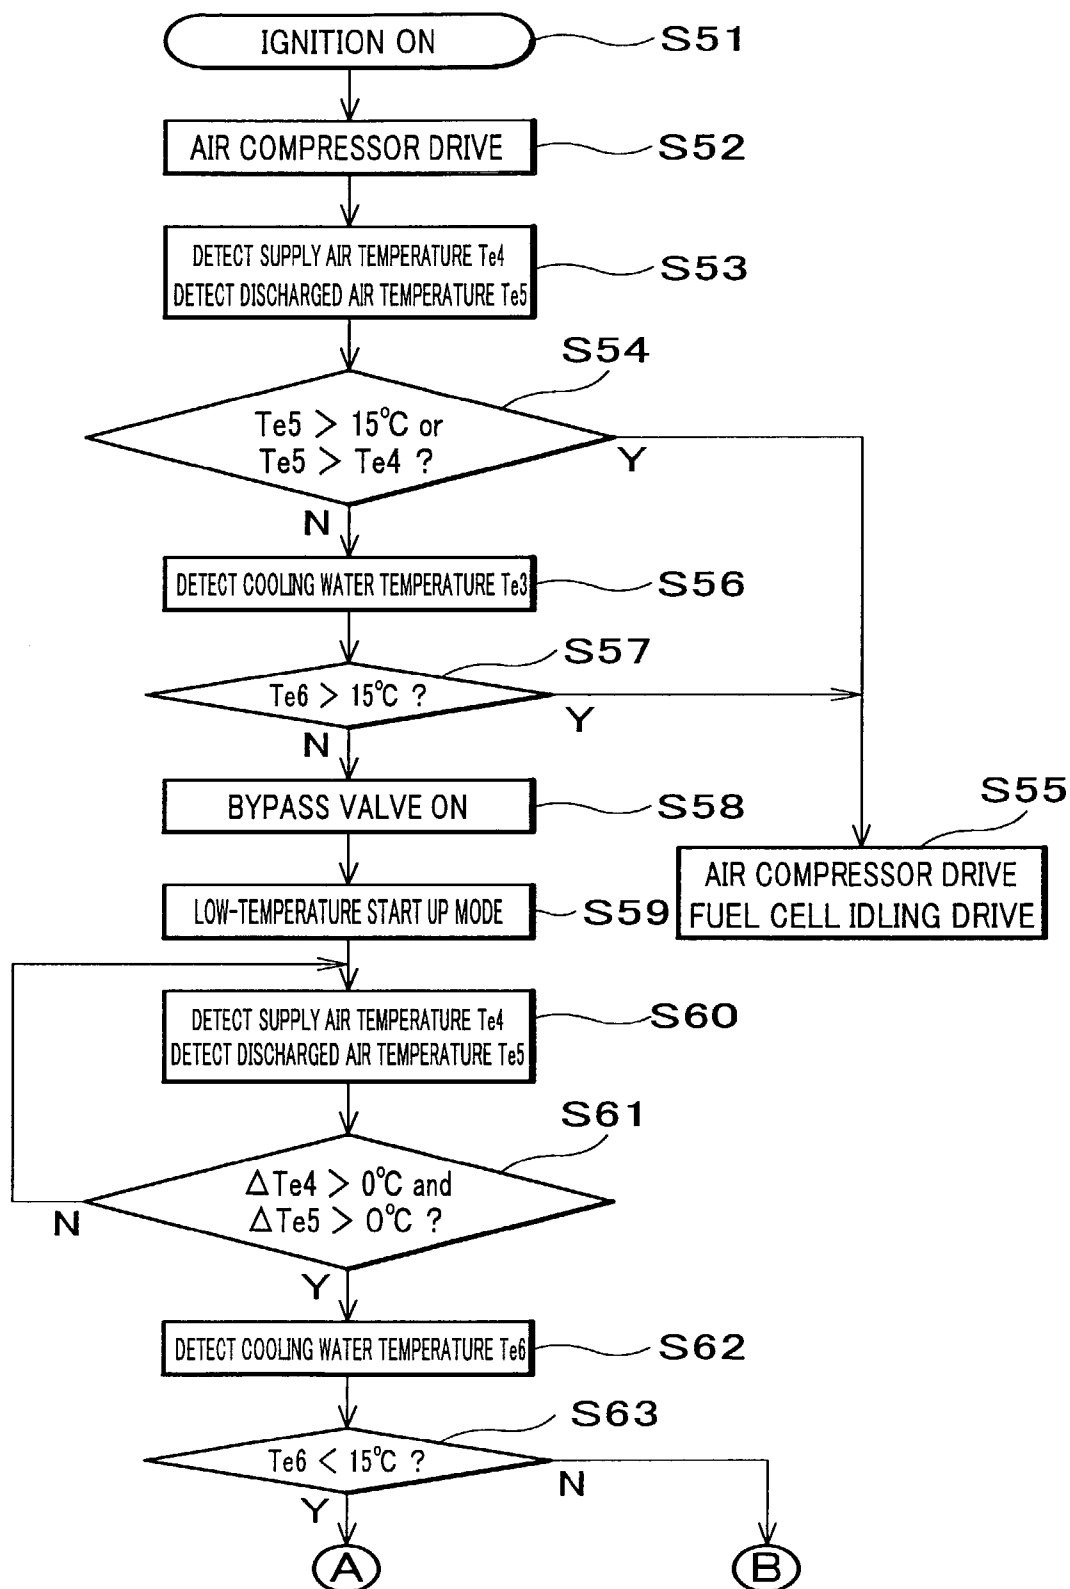 IGNITION ON
S51
AIR COMPRESSOR DRIVE
S52
DETECT SUPPLY AIR TEMPERATURE Te4
DETECT DISCHARGED AIR TEMPERATURE Te5
S53
S54
Te5 > 15°C or
Te5 > Te4 ?
Y
N
DETECT COOLING WATER TEMPERATURE Te3
S56
S57
Te6 > 15°C ?
Y
N
BYPASS VALVE ON
S58
S55
AIR COMPRESSOR DRIVE
FUEL CELL IDLING DRIVE
LOW-TEMPERATURE START UP MODE
S59
DETECT SUPPLY AIR TEMPERATURE Te4
DETECT DISCHARGED AIR TEMPERATURE Te5
S60
S61
ΔTe4 > 0°C and
ΔTe5 > 0°C ?
N
Y
DETECT COOLING WATER TEMPERATURE Te6
S62
S63
Te6 < 15°C ?
N
Y
A
B